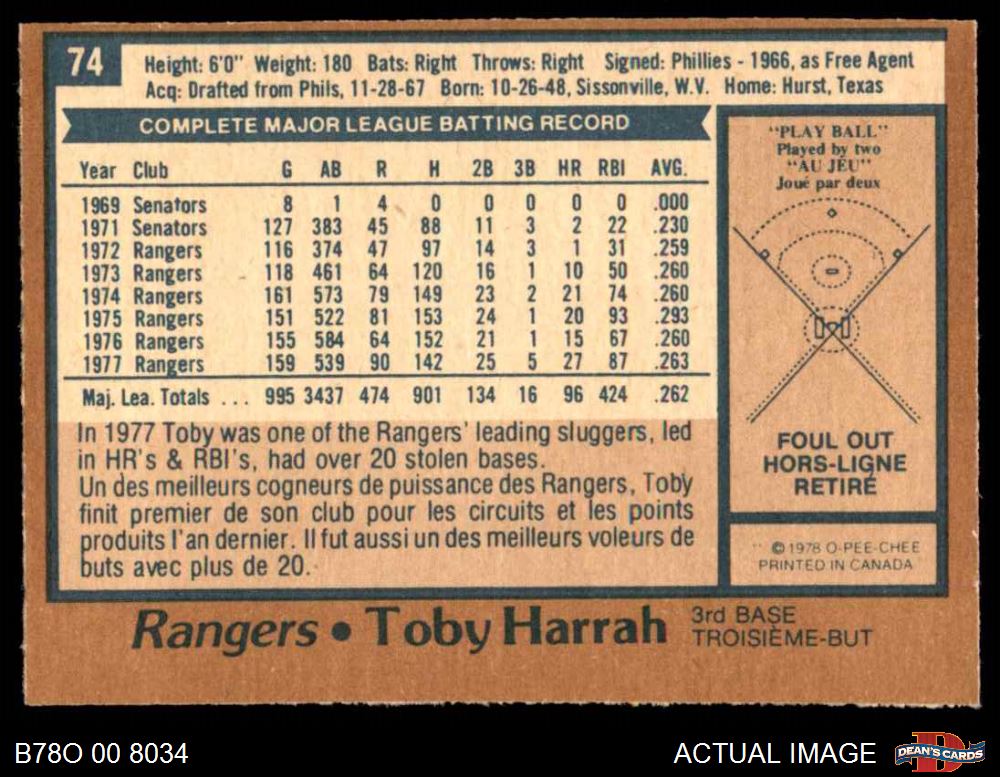 74
Height: 6'0" Weight: 180 Bats: Right Throws: Right Signed: Phillies - 1966, as Free Agent
Acq: Drafted from Phils, 11-28-67 Born: 10-26-48, Sissonville, W.V. Home: Hurst, Texas
COMPLETE MAJOR LEAGUE BATTING RECORD
Year Club G AB R H 2B 3B HR RBI AVG.
1969 Senators 8 1 4 0 0 0 0 0 .000
1971 Senators 127 383 45 88 11 3 2 22 .230
1972 Rangers 116 374 47 97 14 3 1 31 .259
1973 Rangers 118 461 64 120 16 1 10 50 .260
1974 Rangers 161 573 79 149 23 2 21 74 .260
1975 Rangers 151 522 81 153 24 1 20 93 .293
1976 Rangers 155 584 64 152 21 1 15 67 .260
1977 Rangers 159 539 90 142 25 5 27 87 .263
Maj. Lea. Totals ... 995 3437 474 901 134 16 96 424 .262
In 1977 Toby was one of the Rangers' leading sluggers, led
in HR's & RBI's, had over 20 stolen bases.
Un des meilleurs cogneurs de puissance des Rangers, Toby
finit premier de son club pour les circuits et les points
produits l'an dernier. Il fut aussi un des meilleurs voleurs de
buts avec plus de 20.
"PLAY BALL"
Played by two
"AU JEU"
Joué par deux
FOUL OUT
HORS-LIGNE
RETIRÉ
© 1978 O-PEE-CHEE
PRINTED IN CANADA
Rangers • Toby Harrah
3rd BASE
TROISIÈME-BUT
B78O 00 8034
ACTUAL IMAGE
DEAN'S CARDS